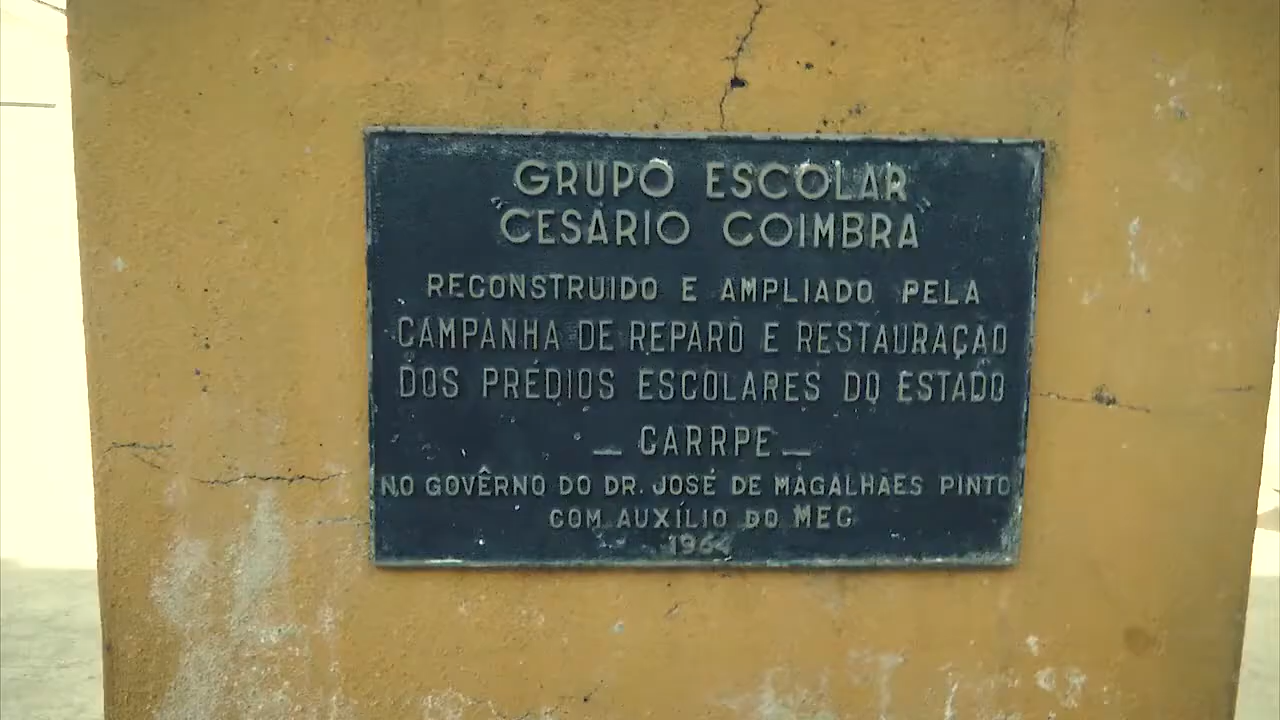 GRUPO ESCOLAR
"CESÁRIO COIMBRA"
RECONSTRUIDO E AMPLIADO PELA
CAMPANHA DE REPARO E RESTAURAÇÃO
DOS PRÉDIOS ESCOLARES DO ESTADO
_ CARRPE _
NO GOVÊRNO DO DR. JOSÉ DE MAGALHÃES PINTO
COM AUXÍLIO DO MEC
1964